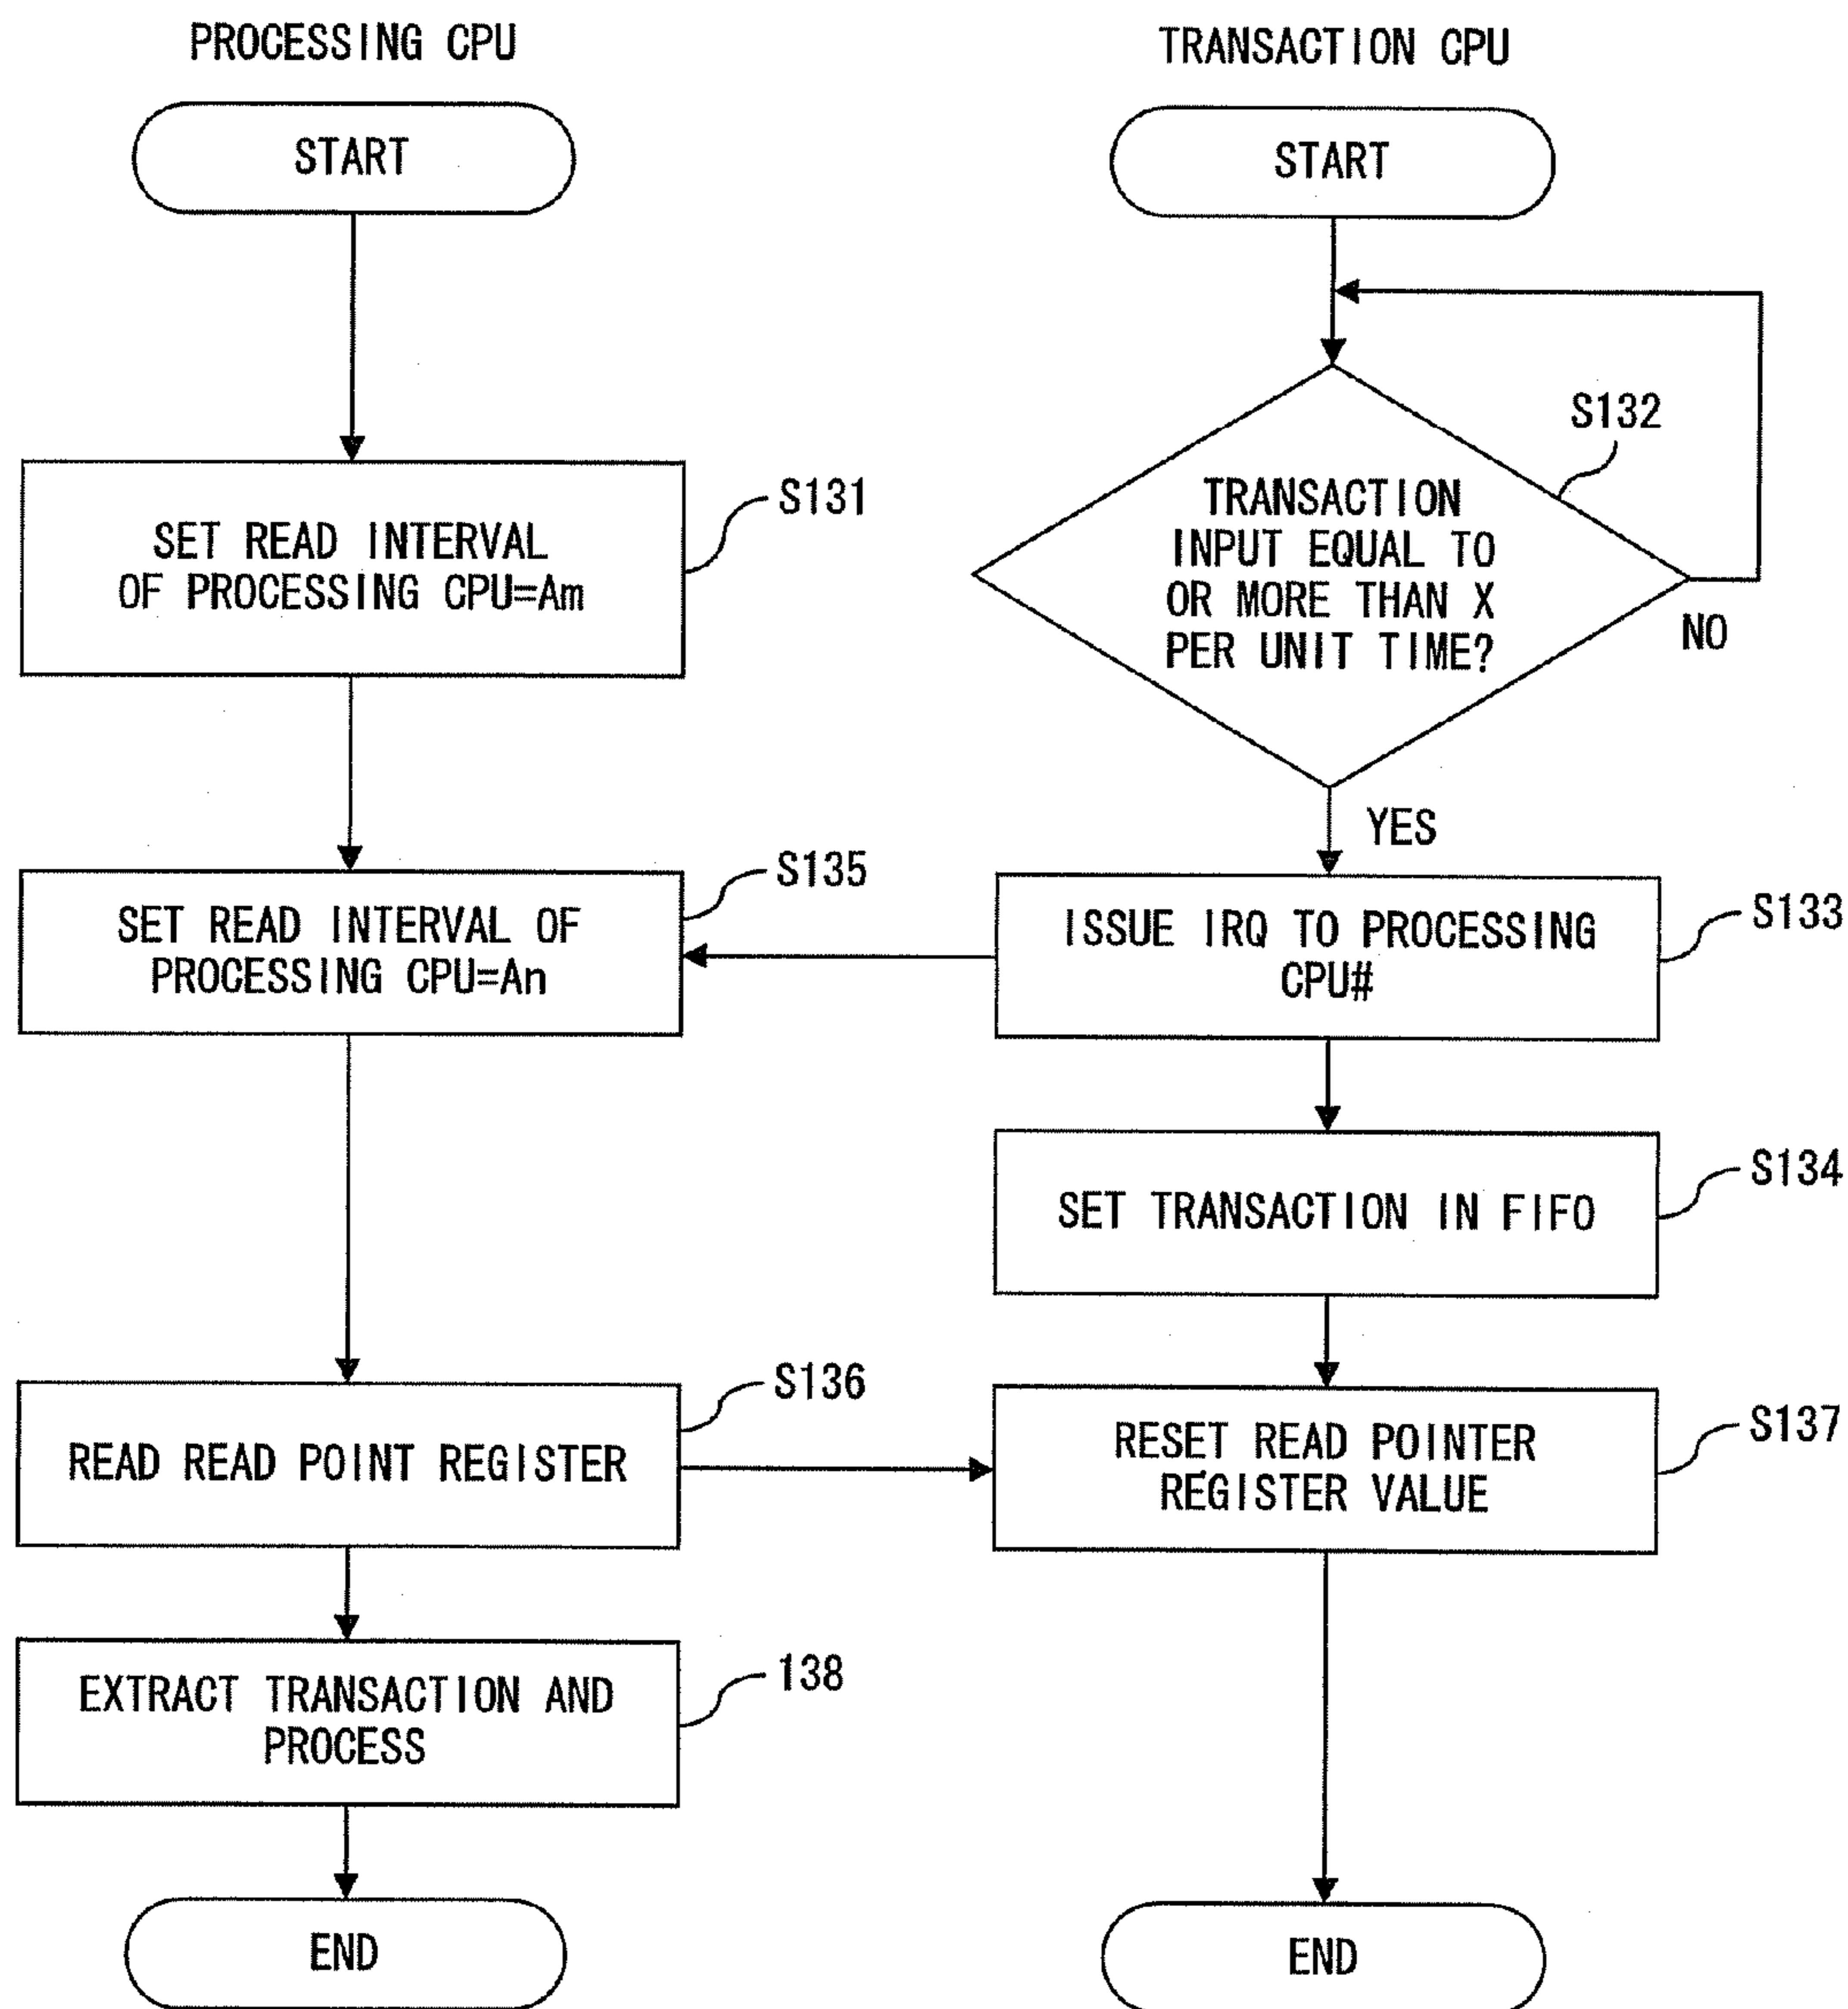 PROCESSING CPU
TRANSACTION CPU
START
START
S131
SET READ INTERVAL
OF PROCESSING CPU=Am
S132
TRANSACTION
INPUT EQUAL TO
OR MORE THAN X
PER UNIT TIME?
NO
YES
S135
SET READ INTERVAL OF
PROCESSING CPU=An
S133
ISSUE IRQ TO PROCESSING
CPU#
S134
SET TRANSACTION IN FIFO
S136
READ READ POINT REGISTER
S137
RESET READ POINTER
REGISTER VALUE
138
EXTRACT TRANSACTION AND
PROCESS
END
END